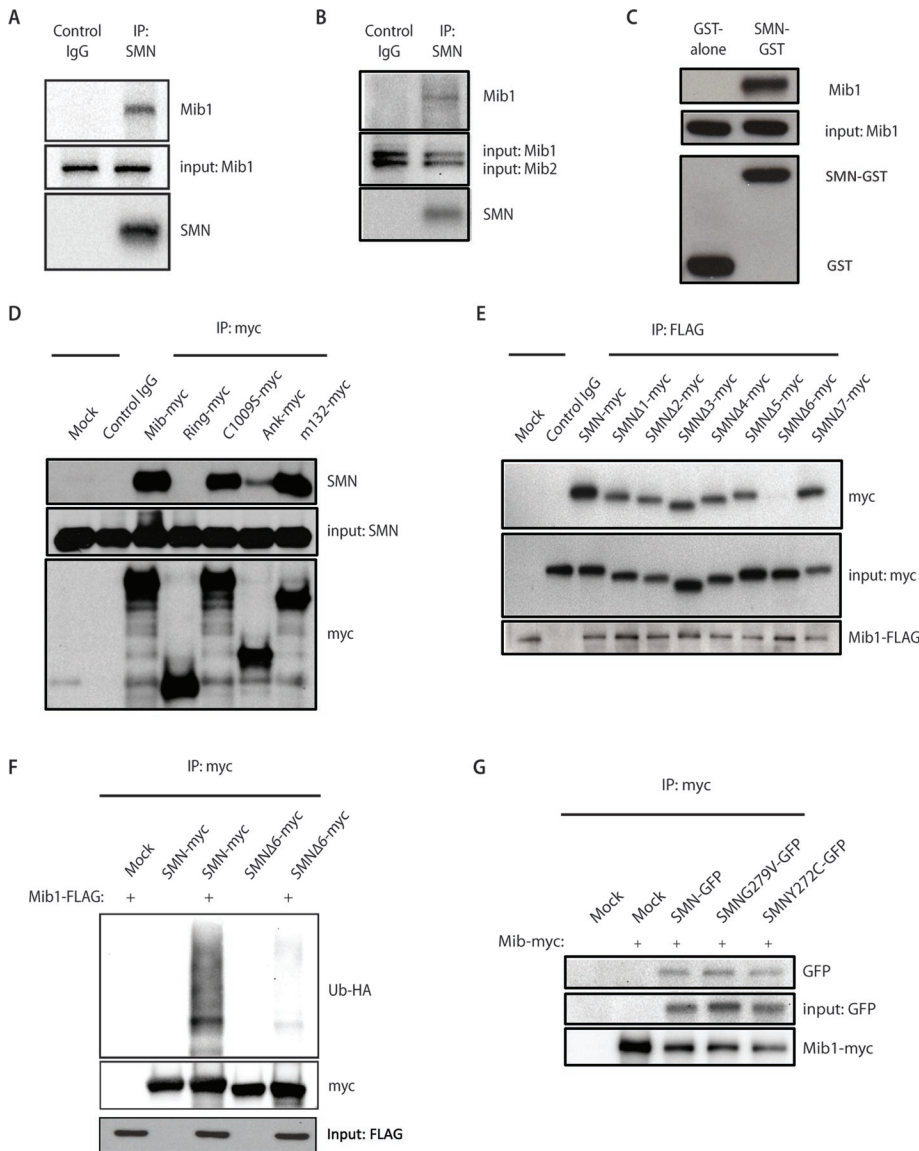 A
Control IgG
IP: SMN
Mib1
input: Mib1
SMN
B
Control IgG
IP: SMN
Mib1
input: Mib1
input: Mib2
SMN
C
GST-alone
SMN-GST
Mib1
input: Mib1
SMN-GST
GST
D
IP: myc
Mock
Control IgG
Mib-myc
Ring-myc
C1009S-myc
Ank-myc
m132-myc
SMN
input: SMN
myc
E
IP: FLAG
Mock
Control IgG
SMN-myc
SMNΔ1-myc
SMNΔ2-myc
SMNΔ3-myc
SMNΔ4-myc
SMNΔ5-myc
SMNΔ6-myc
SMNΔ7-myc
myc
input: myc
Mib1-FLAG
F
IP: myc
Mock
SMN-myc
SMN-myc
SMNΔ6-myc
SMNΔ6-myc
Mib1-FLAG: + + +
Ub-HA
myc
Input: FLAG
G
IP: myc
Mock
Mock
SMN-GFP
SMNG279V-GFP
SMNY272C-GFP
Mib-myc: + + + +
GFP
input: GFP
Mib1-myc